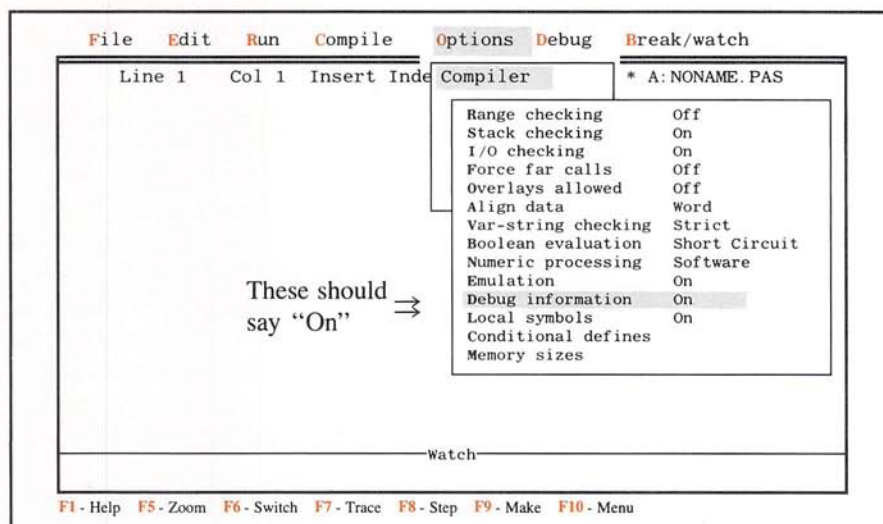 File Edit Run Compile Options Debug Break/watch
Line 1 Col 1 Insert Inde Compiler * A:NONAME.PAS
Range checking Off
Stack checking On
I/O checking On
Force far calls Off
Overlays allowed Off
Align data Word
Var-string checking Strict
Boolean evaluation Short Circuit
Numeric processing Software
Emulation On
Debug information On
Local symbols On
Conditional defines
Memory sizes
These should
say “On”
Watch
F1 - Help F5 - Zoom F6 - Switch F7 - Trace F8 - Step F9 - Make F10 - Menu